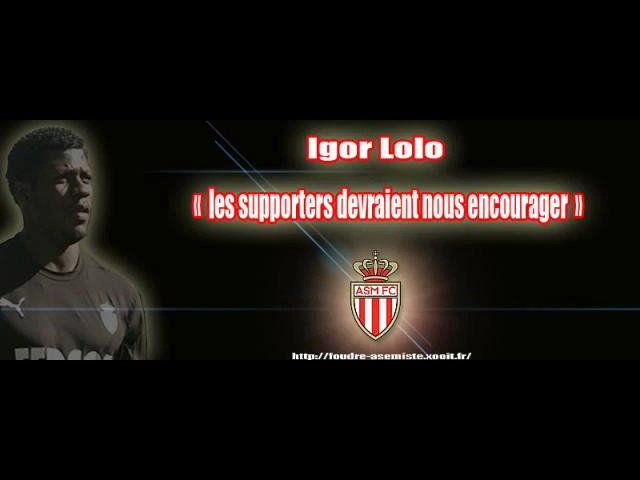 Igor Lolo
« les supporters devraient nous encourager »
ASM FC
http://foudre-asemiste.xooit.fr/